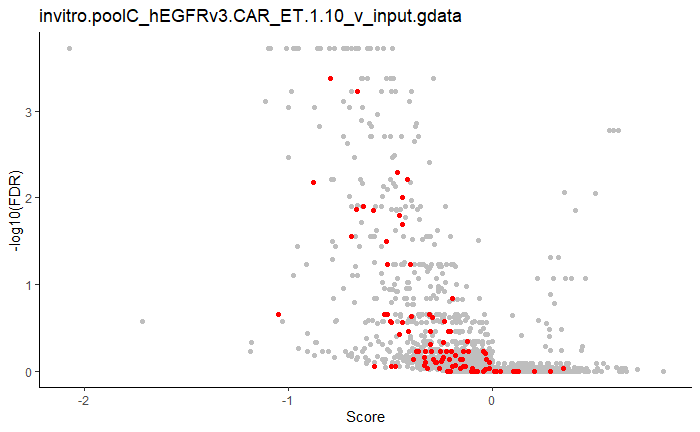 invitro.poolC_hEGFRv3.CAR_ET.1.10_v_input.gdata
-log10(FDR)
3
2
1
0
-2
-1
0
Score